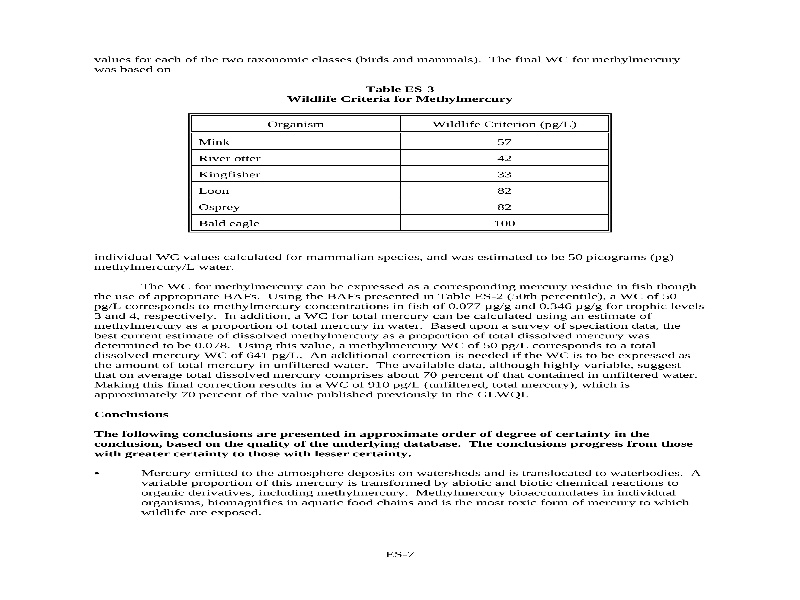 values for each of the two taxonomic classes (birds and mammals).  The final WC for methylmercury
was based on
Table ES-3
Wildlife Criteria for Methylmercury
Organism Wildlife Criterion (pg/L)
Mink 57
River otter 42
Kingfisher 33
Loon 82
Osprey 82
Bald eagle 100
individual WC values calculated for mammalian species, and was estimated to be 50 picograms (pg)
methylmercury/L water.
The WC for methylmercury can be expressed as a corresponding mercury residue in fish though
the use of appropriate BAFs.  Using the BAFs presented in Table ES-2 (50th percentile), a WC of 50
pg/L corresponds to methylmercury concentrations in fish of 0.077 μg/g and 0.346 μg/g for trophic levels
3 and 4, respectively.  In addition, a WC for total mercury can be calculated using an estimate of
methylmercury as a proportion of total mercury in water.  Based upon a survey of speciation data, the
best current estimate of dissolved methylmercury as a proportion of total dissolved mercury was
determined to be 0.078.  Using this value, a methylmercury WC of 50 pg/L corresponds to a total
dissolved mercury WC of 641 pg/L.  An additional correction is needed if the WC is to be expressed as
the amount of total mercury in unfiltered water.  The available data, although highly variable, suggest
that on average total dissolved mercury comprises about 70 percent of that contained in unfiltered water.
Making this final correction results in a WC of 910 pg/L (unfiltered, total mercury), which is
approximately 70 percent of the value published previously in the GLWQI.
Conclusions
The following conclusions are presented in approximate order of degree of certainty in the
conclusion, based on the quality of the underlying database.  The conclusions progress from those
with greater certainty to those with lesser certainty.
• Mercury emitted to the atmosphere deposits on watersheds and is translocated to waterbodies.  A
variable proportion of this mercury is transformed by abiotic and biotic chemical reactions to
organic derivatives, including methylmercury.  Methylmercury bioaccumulates in individual
organisms, biomagnifies in aquatic food chains and is the most toxic form of mercury to which
wildlife are exposed.
ES-7